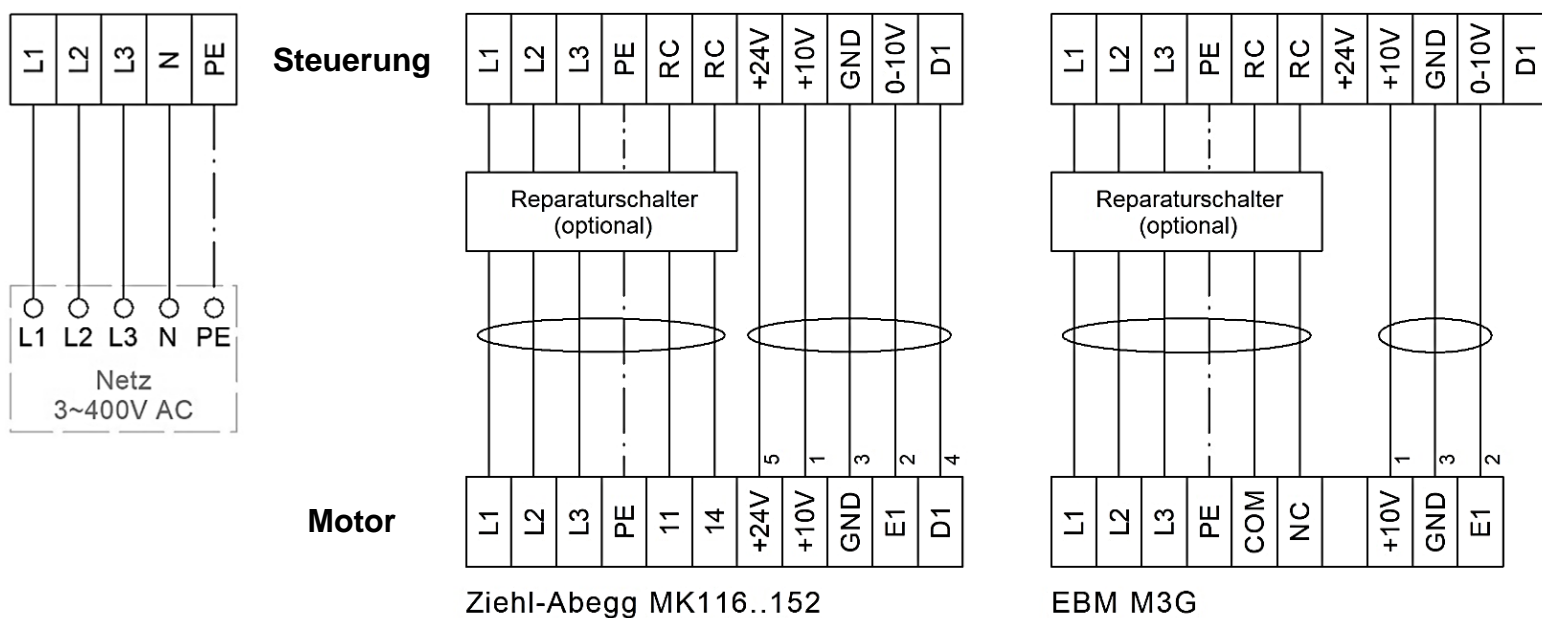 L1 L2 L3 N PE
Steuerung
L1 L2 L3 PE RC RC +24V +10V GND 0-10V D1
L1 L2 L3 PE RC RC +24V +10V GND 0-10V D1
Reparaturschalter
(optional)
Reparaturschalter
(optional)
L1 L2 L3 N PE
Netz
3~400V AC
5 1 3 2 4
1 3 2
Motor
L1 L2 L3 PE 11 14 +24V +10V GND E1 D1
L1 L2 L3 PE COM NC +10V GND E1
Ziehl-Abegg MK116..152
EBM M3G